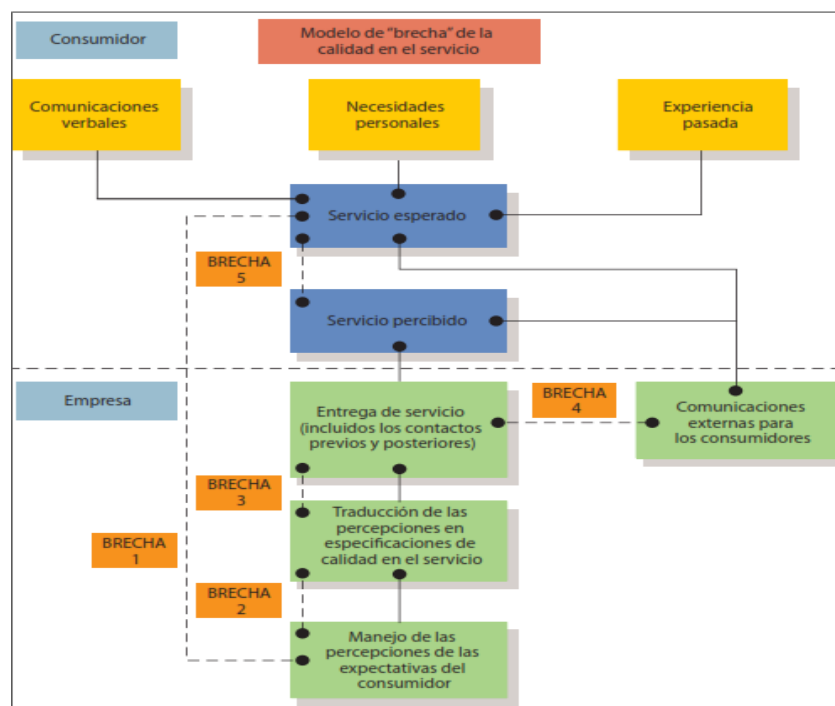 Consumidor
Modelo de “brecha” de la
calidad en el servicio
Comunicaciones
verbales
Necesidades
personales
Experiencia
pasada
Servicio esperado
BRECHA
5
Servicio percibido
Empresa
Entrega de servicio
(incluidos los contactos
previos y posteriores)
BRECHA
4
Comunicaciones
externas para
los consumidores
BRECHA
3
Traducción de las
percepciones en
especificaciones de
calidad en el servicio
BRECHA
1
BRECHA
2
Manejo de las
percepciones de las
expectativas del
consumidor